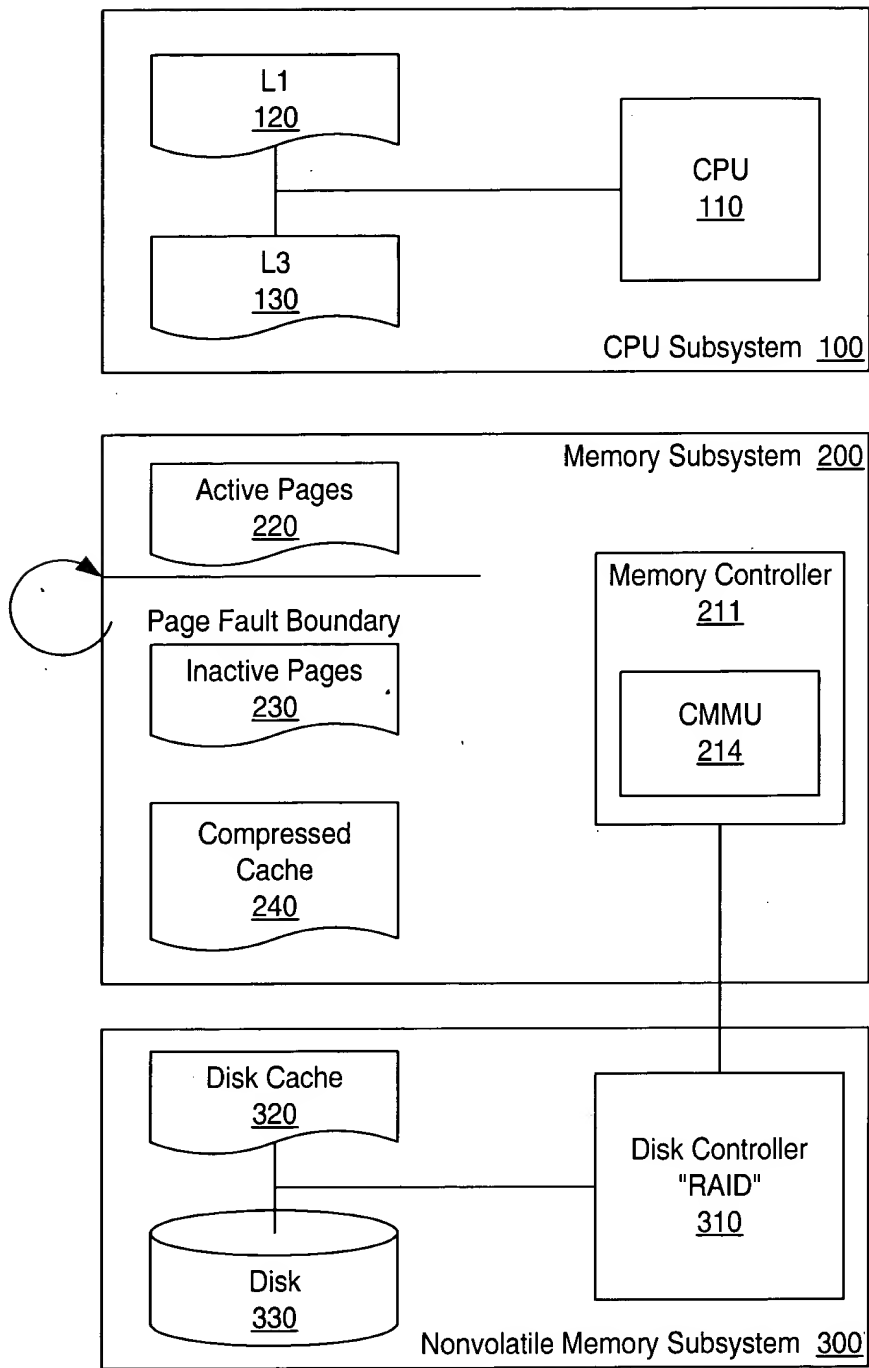 L1
120
CPU
110
L3
130
CPU Subsystem 100
Memory Subsystem 200
Active Pages
220
Memory Controller
211
Page Fault Boundary
Inactive Pages
230
CMMU
214
Compressed
Cache
240
Disk Cache
320
Disk Controller
"RAID"
310
Disk
330
Nonvolatile Memory Subsystem 300